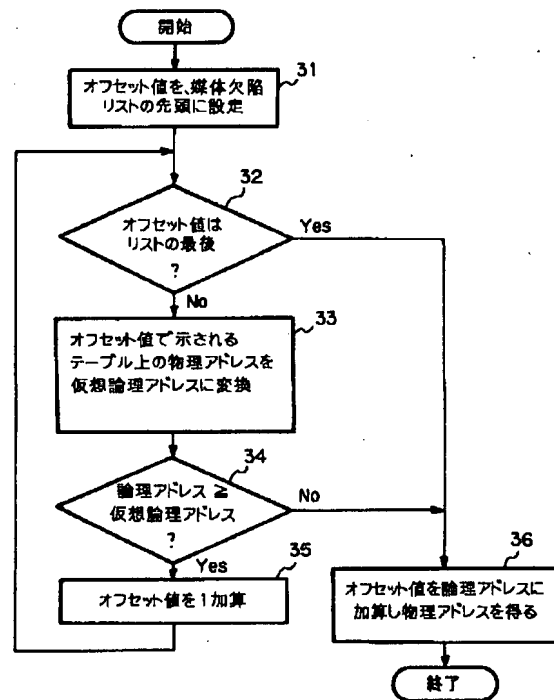 開始
31
オフセット値を、媒体欠陥
リストの先頭に設定
32
オフセット値は
リストの最後
?
Yes
No
33
オフセット値で示される
テーブル上の物理アドレスを
仮想論理アドレスに変換
34
論理アドレス ≧
仮想論理アドレス
?
No
Yes
35
オフセット値を1加算
36
オフセット値を論理アドレスに
加算し物理アドレスを得る
終了